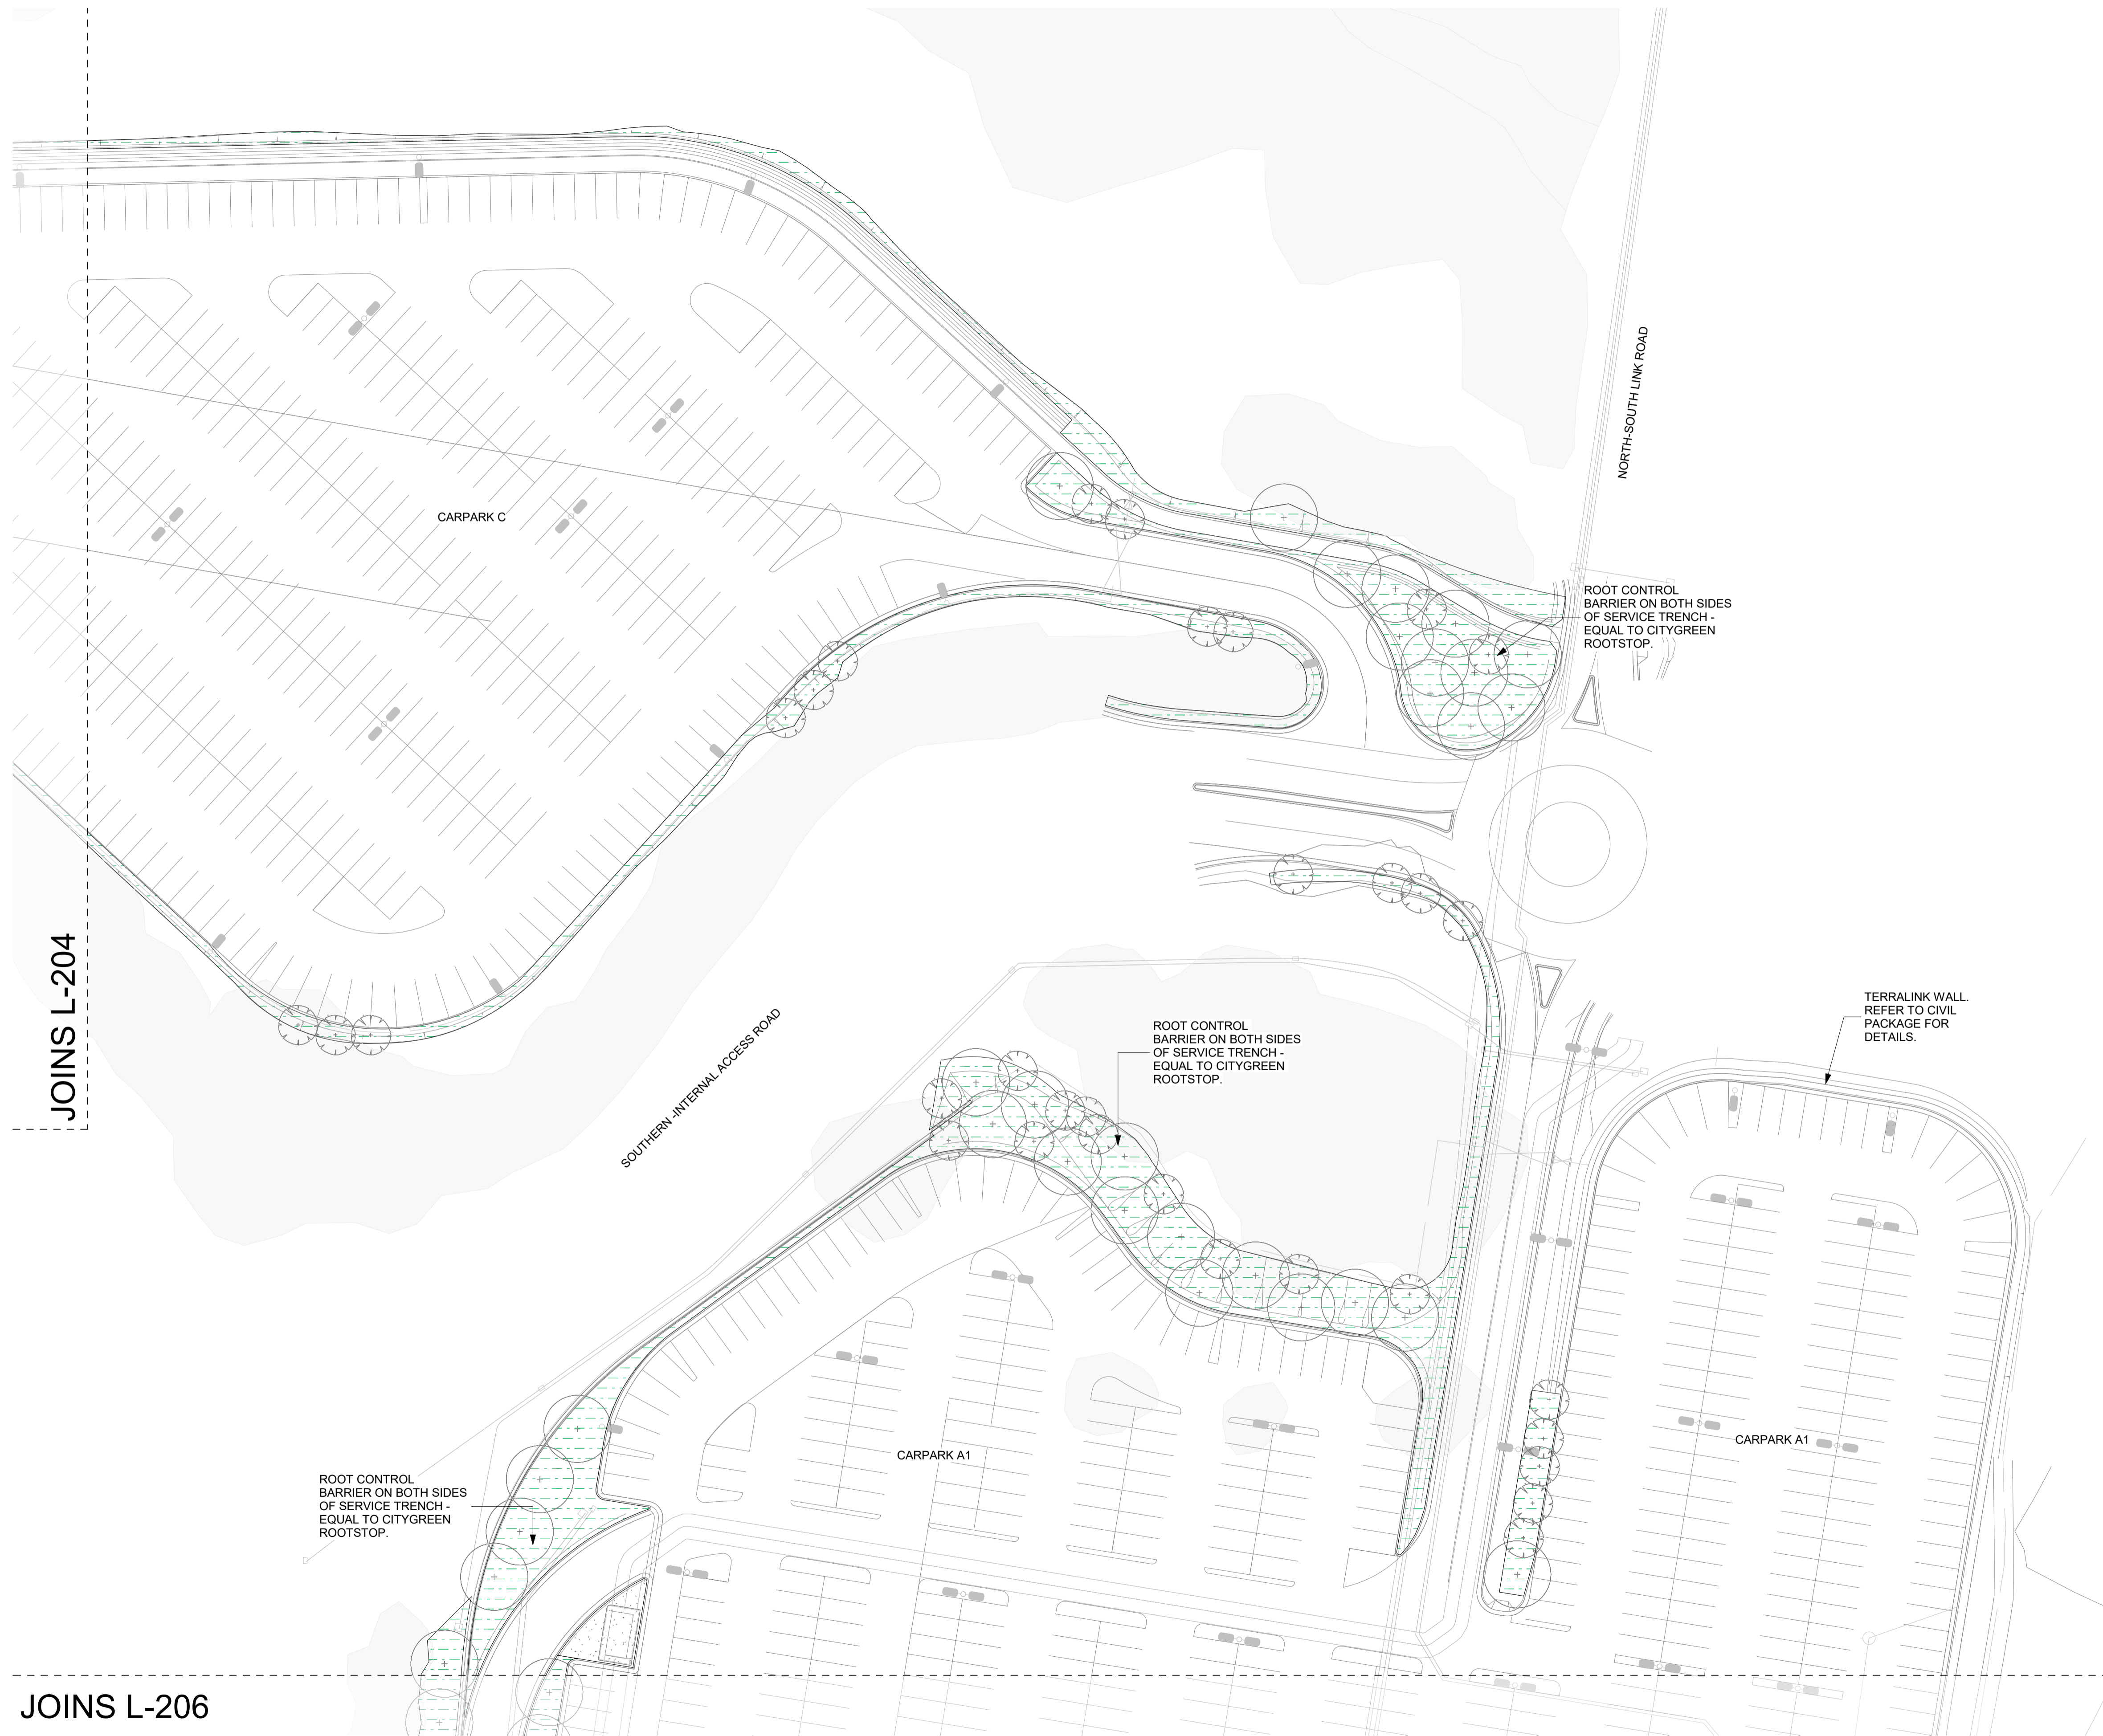 NORTH-SOUTH LINK ROAD
CARPARK C
ROOT CONTROL
BARRIER ON BOTH SIDES
OF SERVICE TRENCH -
EQUAL TO CITYGREEN
ROOTSTOP.
JOINS L-204
SOUTHERN -INTERNAL ACCESS ROAD
ROOT CONTROL
BARRIER ON BOTH SIDES
OF SERVICE TRENCH -
EQUAL TO CITYGREEN
ROOTSTOP.
TERRALINK WALL.
REFER TO CIVIL
PACKAGE FOR
DETAILS.
CARPARK A1
CARPARK A1
ROOT CONTROL
BARRIER ON BOTH SIDES
OF SERVICE TRENCH -
EQUAL TO CITYGREEN
ROOTSTOP.
JOINS L-206